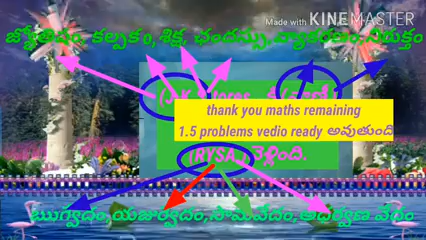 Made with KINEMASTER
జ్యోతిషం, కల్పకం, శిక్ష, ఛందస్సు, వ్యాకరణం, నిరుక్తం
thank you maths remaining
1.5 problems vedio ready అవుతుంది
(RYSA) వెళ్లింది.
ఋగ్వేదం, యజుర్వేదం, సామవేదం, అధర్వణ వేదం